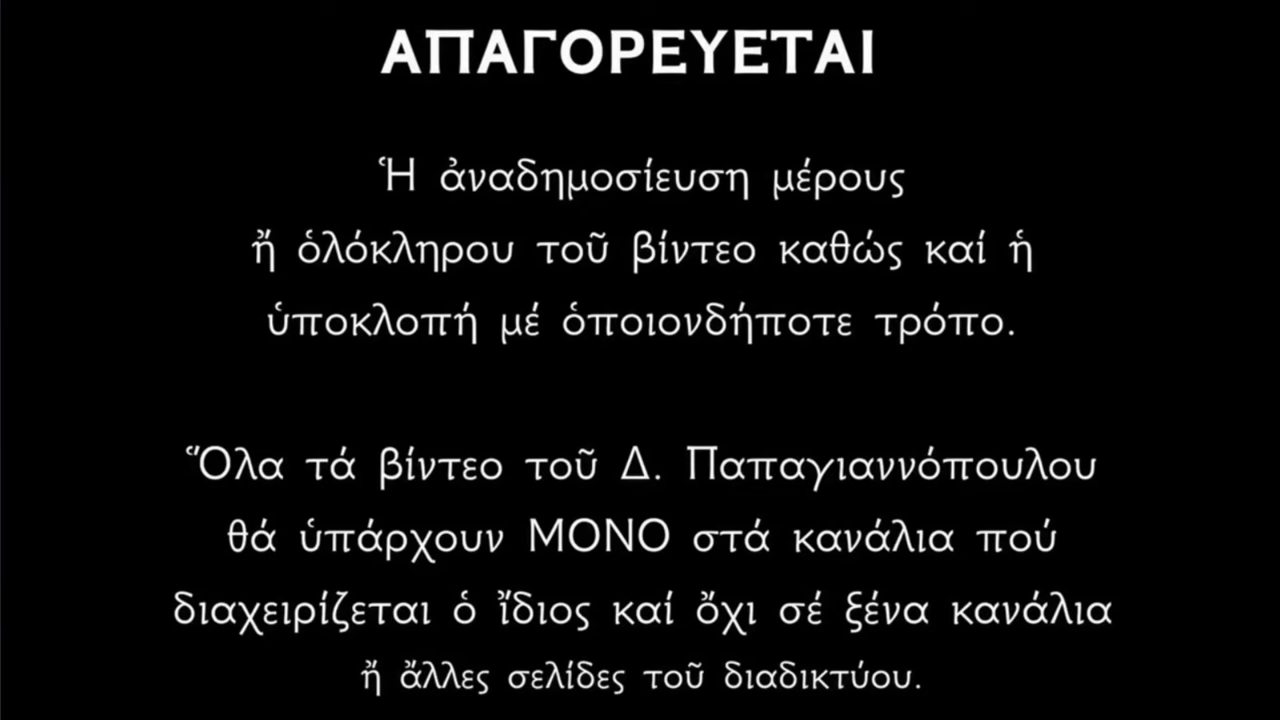 ΑΠΑΓΟΡΕΥΕΤΑΙ
Ἡ ἀναδημοσίευση μέρους
ἤ ὁλόκληρου τοῦ βίντεο καθώς καί ἡ
ὑποκλοπή μέ ὁποιονδήποτε τρόπο.
Ὅλα τά βίντεο τοῦ Δ. Παπαγιαννόπουλου
θά ὑπάρχουν ΜΟΝΟ στά κανάλια πού
διαχειρίζεται ὁ ἴδιος καί ὄχι σέ ξένα κανάλια
ἤ ἄλλες σελίδες τοῦ διαδικτύου.